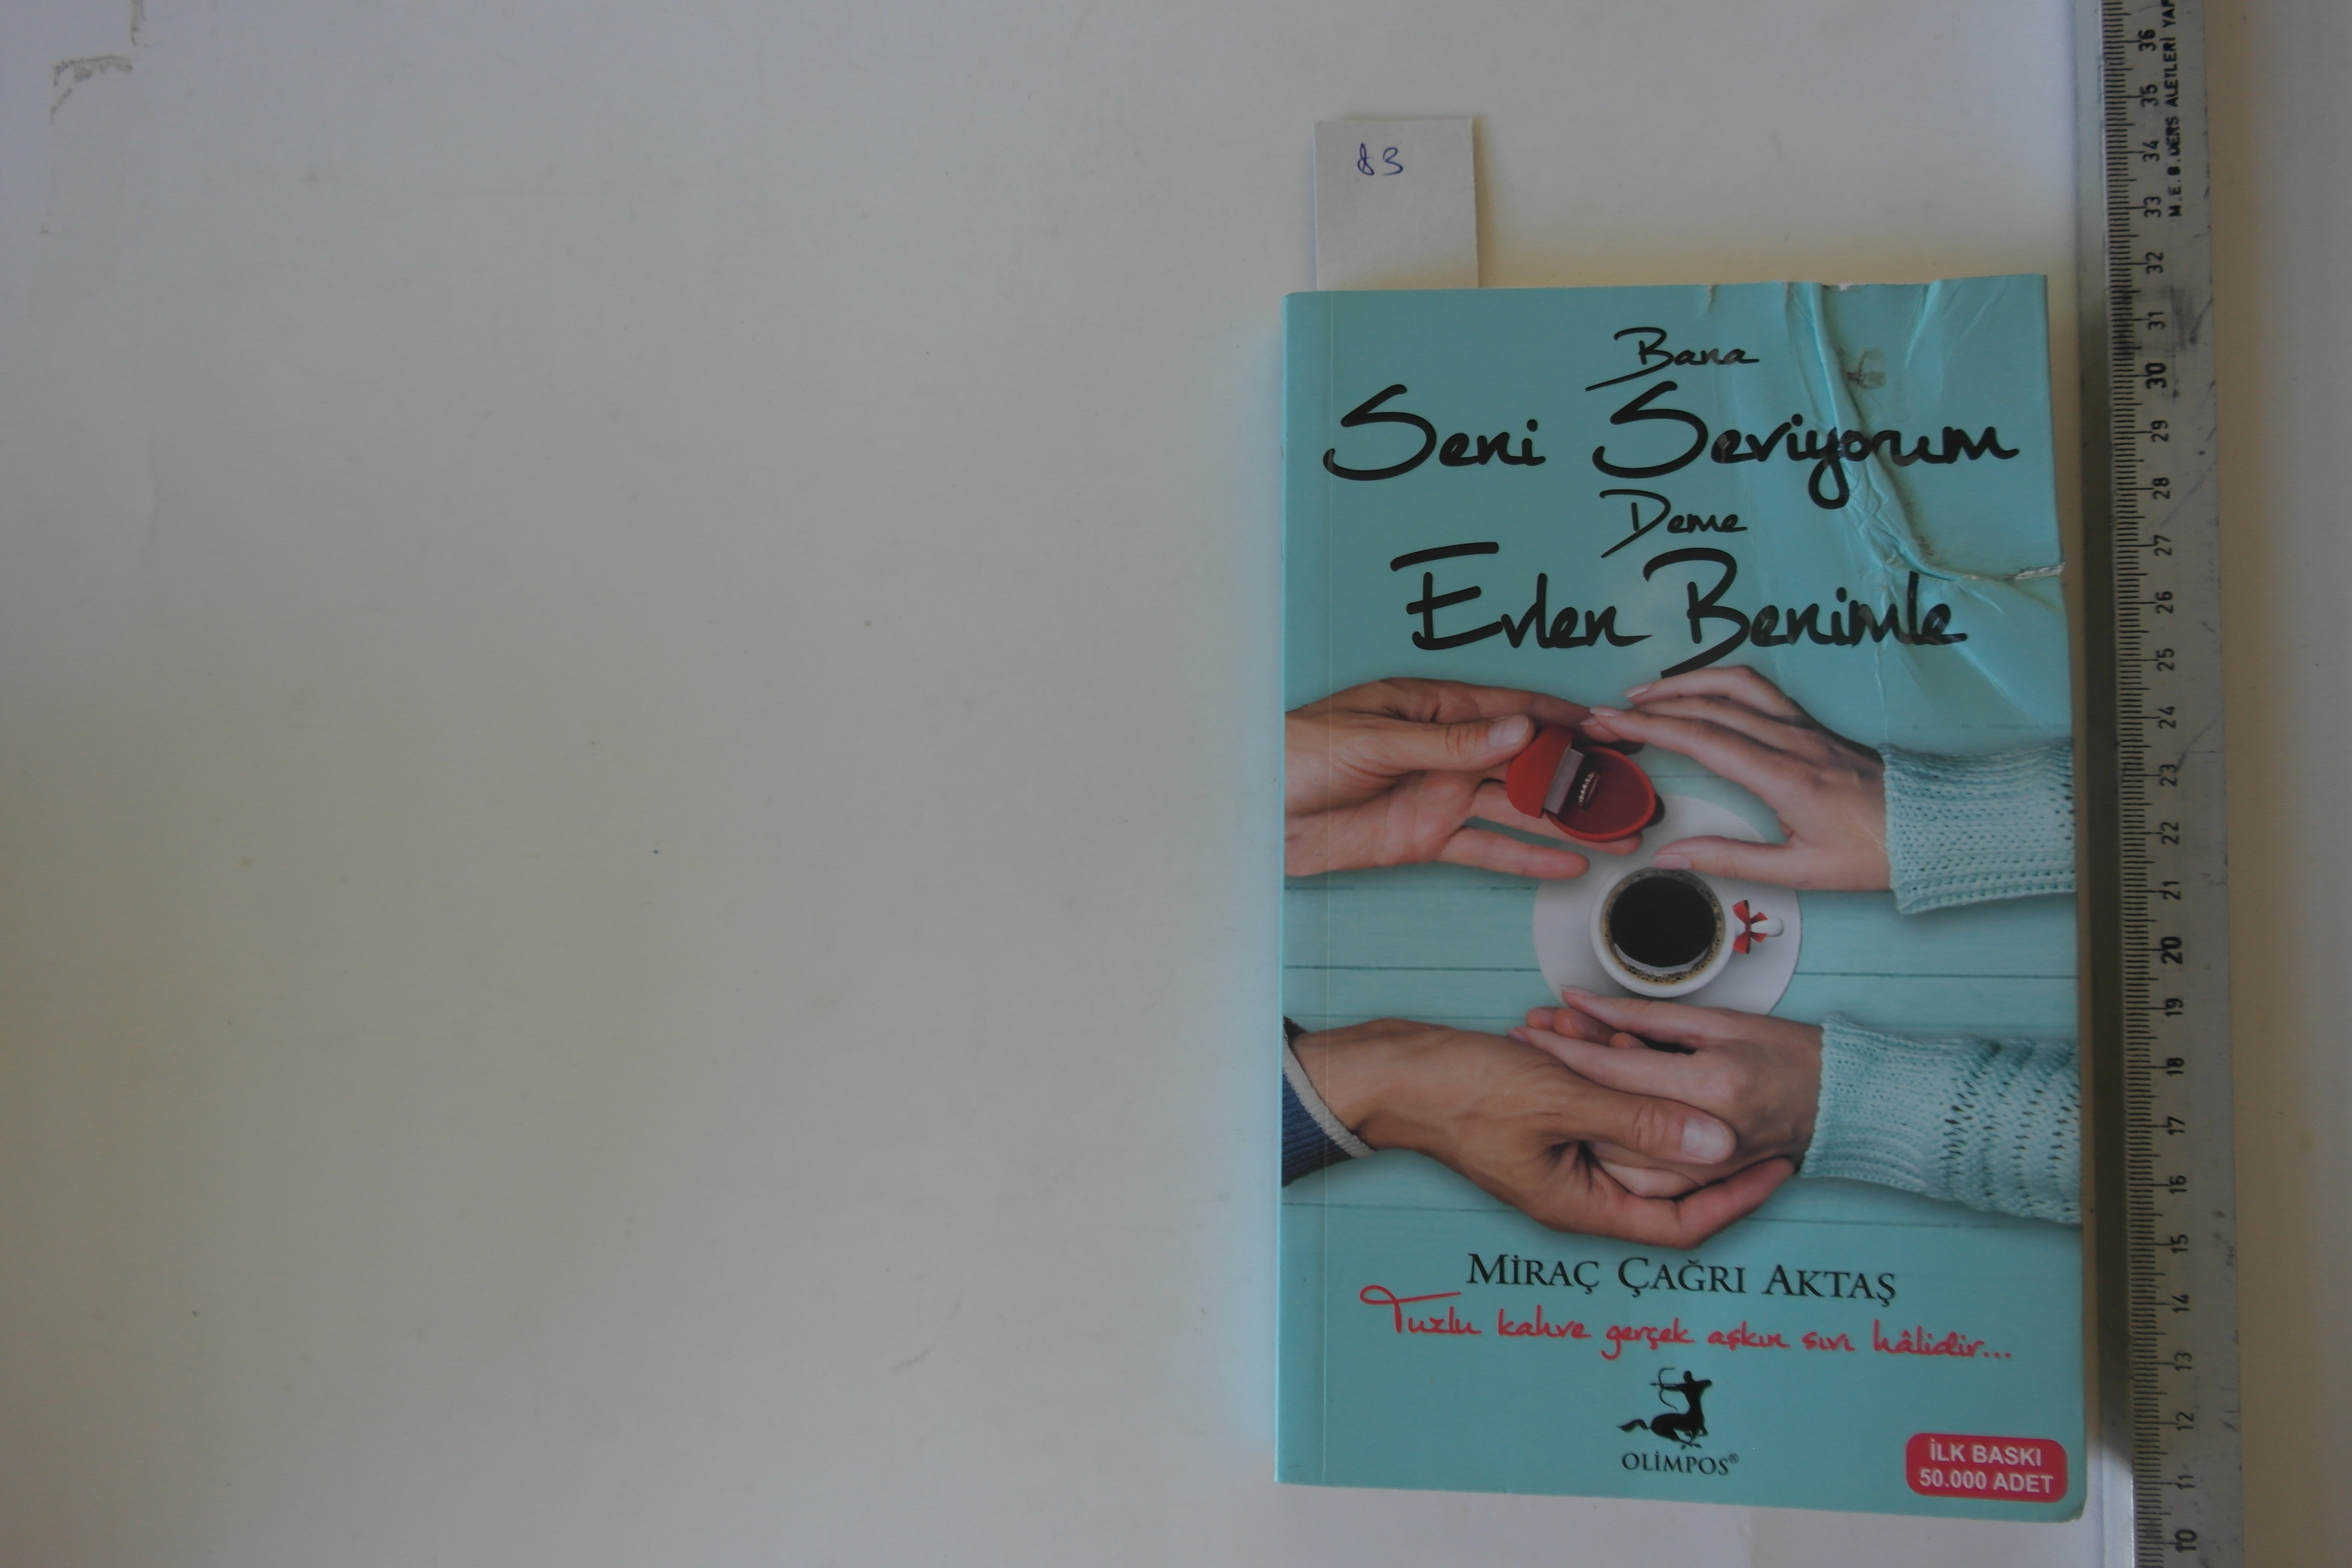 83
Bana
Seni Seviyorum
Deme
Evlen Benimle
MİRAÇ ÇAĞRI AKTAŞ
Tuzlu kahve gerçek aşkın sıvı hâlidir...
OLİMPOS®
İLK BASKI
50.000 ADET
M.E.B. DERS ALETLERİ YAP
36
35
34
33
32
31
30
29
28
27
26
25
24
23
22
21
20
19
18
17
16
15
14
13
12
11
10